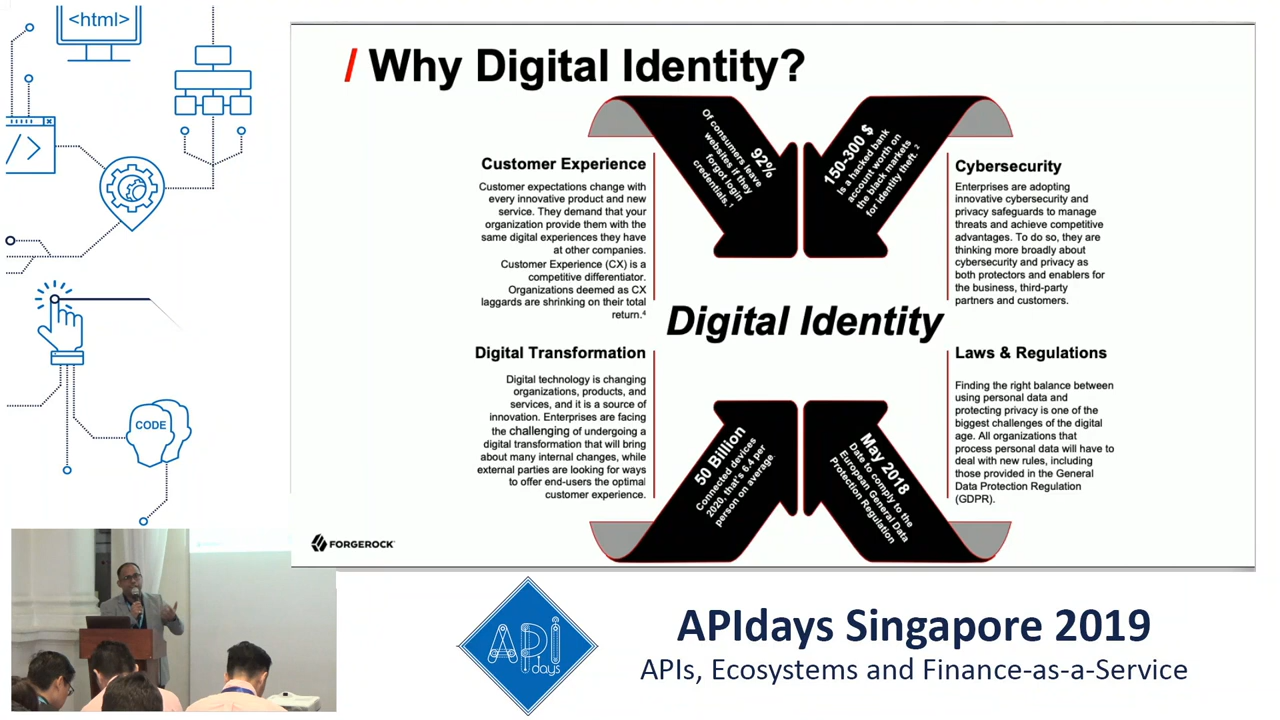 <html>
/>
CODE
/ Why Digital Identity?
92%
Of consumers leave
websites if they
forgot login
credentials.¹
150-300 $
Is a hacked bank
account worth on
the black markets
for identity theft. ²
Customer Experience
Customer expectations change with
every innovative product and new
service. They demand that your
organization provide them with the
same digital experiences they have
at other companies.
Customer Experience (CX) is a
competitive differentiator.
Organizations deemed as CX
laggards are shrinking on their total
return.⁴
Cybersecurity
Enterprises are adopting
innovative cybersecurity and
privacy safeguards to manage
threats and achieve competitive
advantages. To do so, they are
thinking more broadly about
cybersecurity and privacy as
both protectors and enablers for
the business, third-party
partners and customers.
Digital Identity
Digital Transformation
Digital technology is changing
organizations, products, and
services, and it is a source of
innovation. Enterprises are facing
the challenging of undergoing a
digital transformation that will bring
about many internal changes, while
external parties are looking for ways
to offer end-users the optimal
customer experience.
50 Billion
Connected devices
2020, that's 6.4 per
person on average.
May 2018
Date to comply to the
European General Data
Protection Regulation
Laws & Regulations
Finding the right balance between
using personal data and
protecting privacy is one of the
biggest challenges of the digital
age. All organizations that
process personal data will have to
deal with new rules, including
those provided in the General
Data Protection Regulation
(GDPR).
FORGEROCK
API
days
APIdays Singapore 2019
APIs, Ecosystems and Finance-as-a-Service